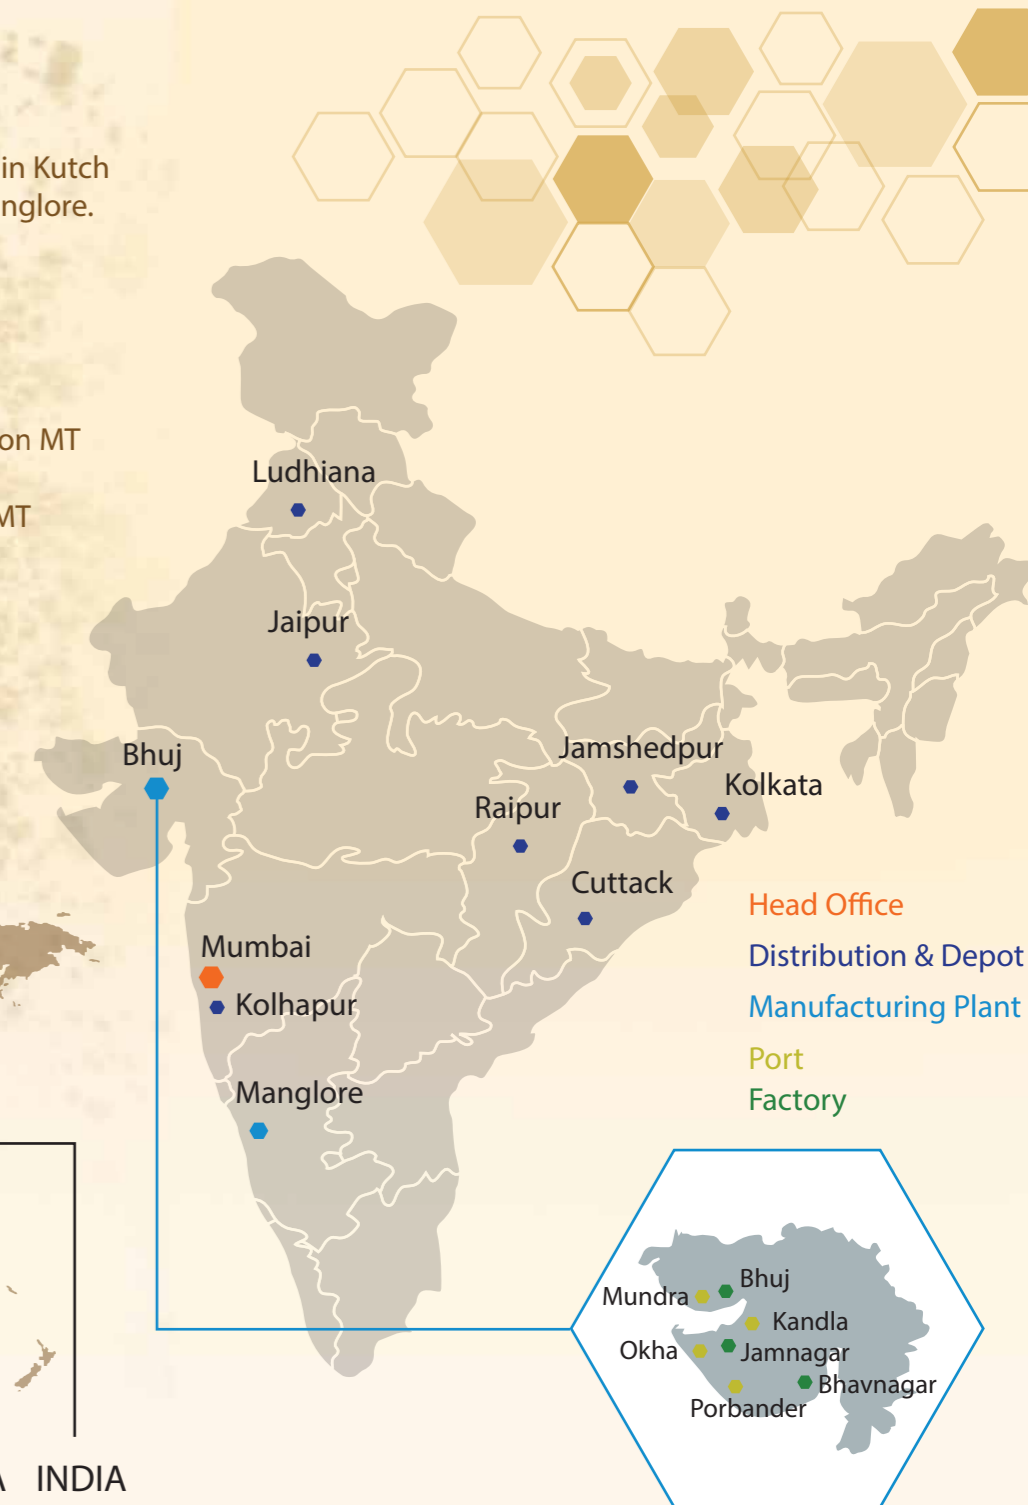 in Kutch
nglore.
on MT
MT
Ludhiana
Jaipur
Bhuj
Jamshedpur
Kolkata
Raipur
Cuttack
Mumbai
Kolhapur
Manglore
Head Office
Distribution & Depot
Manufacturing Plant
Port
Factory
Bhuj
Mundra
Kandla
Okha
Jamnagar
Bhavnagar
Porbander
A INDIA